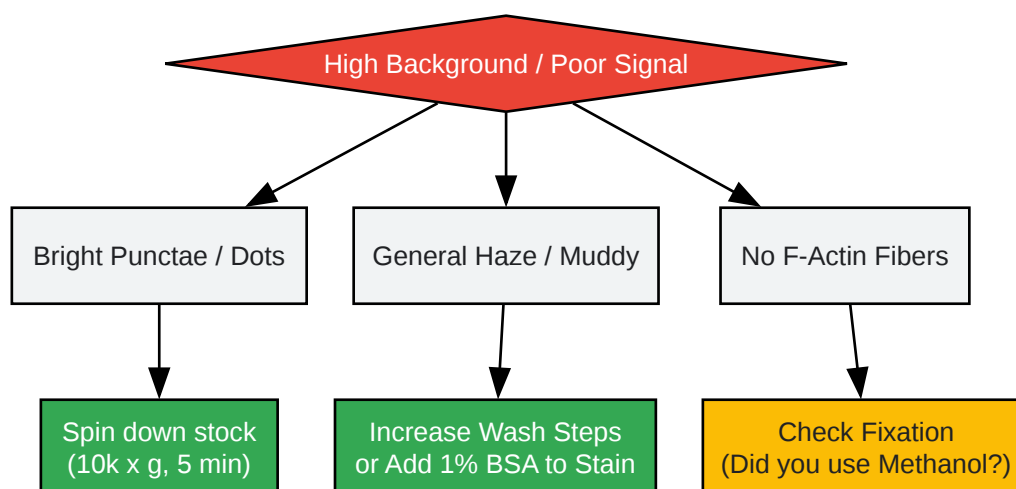 High Background / Poor Signal
Bright Punctae / Dots
General Haze / Muddy
No F-Actin Fibers
Spin down stock
(10k x g, 5 min)
Increase Wash Steps
or Add 1% BSA to Stain
Check Fixation
(Did you use Methanol?)